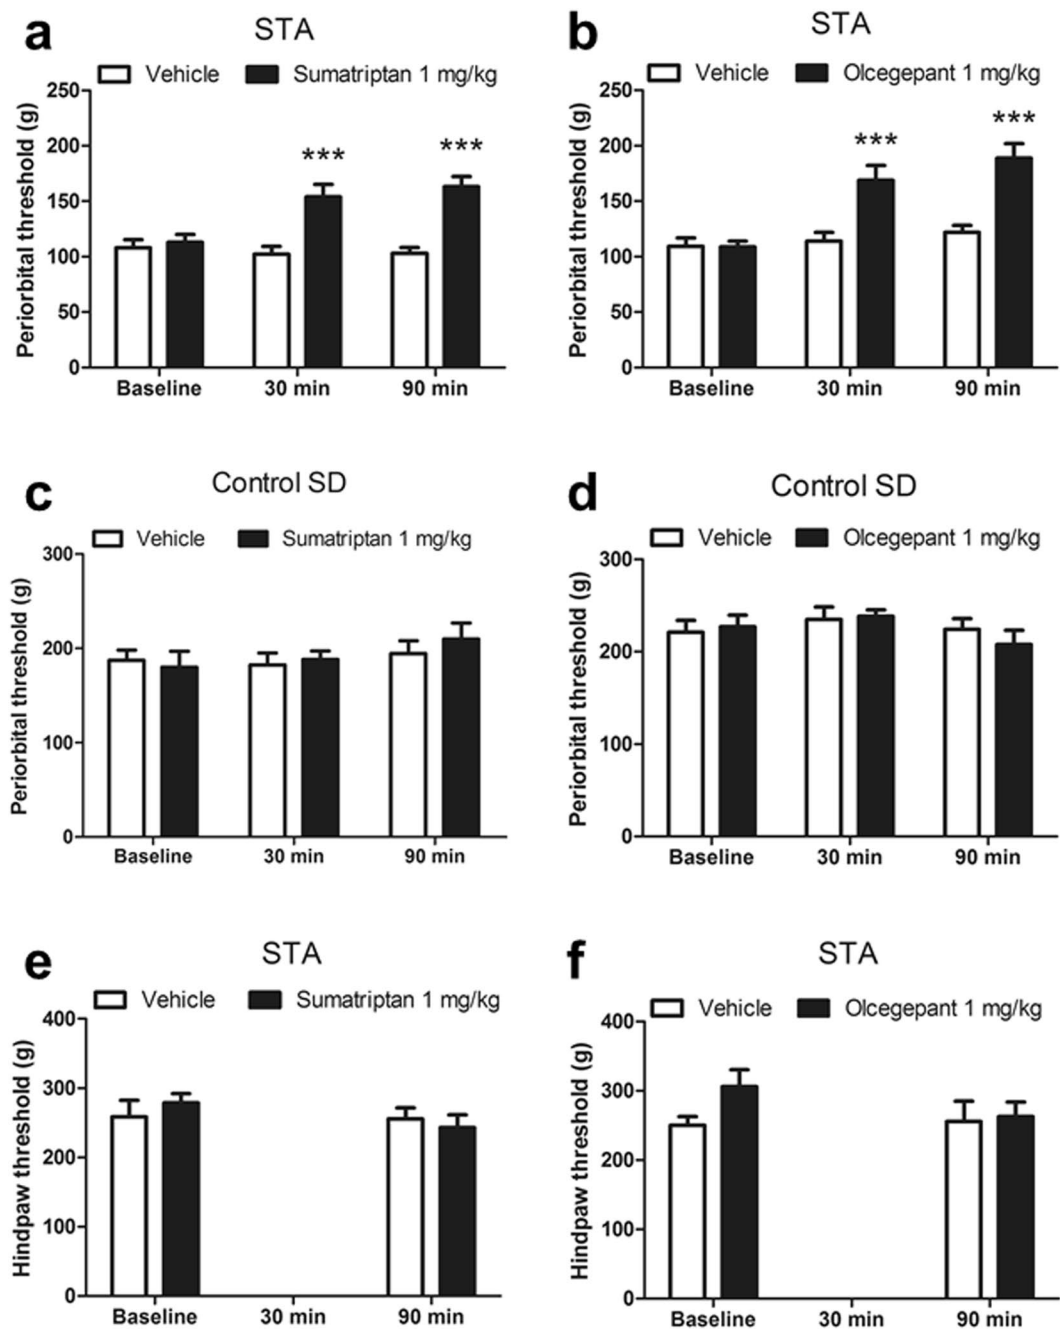 a
STA
Vehicle Sumatriptan 1 mg/kg
Periorbital threshold (g)
250
200
150
100
50
0
*** ***
Baseline 30 min 90 min
b
STA
Vehicle Olcegepant 1 mg/kg
Periorbital threshold (g)
250
200
150
100
50
0
*** ***
Baseline 30 min 90 min
c
Control SD
Vehicle Sumatriptan 1 mg/kg
Periorbital threshold (g)
300
200
100
0
Baseline 30 min 90 min
d
Control SD
Vehicle Olcegepant 1 mg/kg
Periorbital threshold (g)
300
200
100
0
Baseline 30 min 90 min
e
STA
Vehicle Sumatriptan 1 mg/kg
Hindpaw threshold (g)
400
300
200
100
0
Baseline 30 min 90 min
f
STA
Vehicle Olcegepant 1 mg/kg
Hindpaw threshold (g)
400
300
200
100
0
Baseline 30 min 90 min